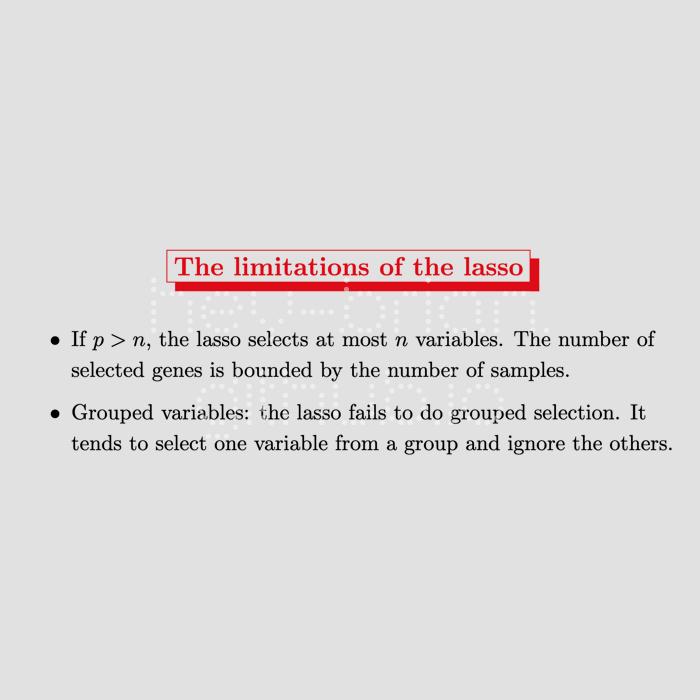 The limitations of the lasso
• If p > n, the lasso selects at most n variables. The number of
selected genes is bounded by the number of samples.
• Grouped variables: the lasso fails to do grouped selection. It
tends to select one variable from a group and ignore the others.